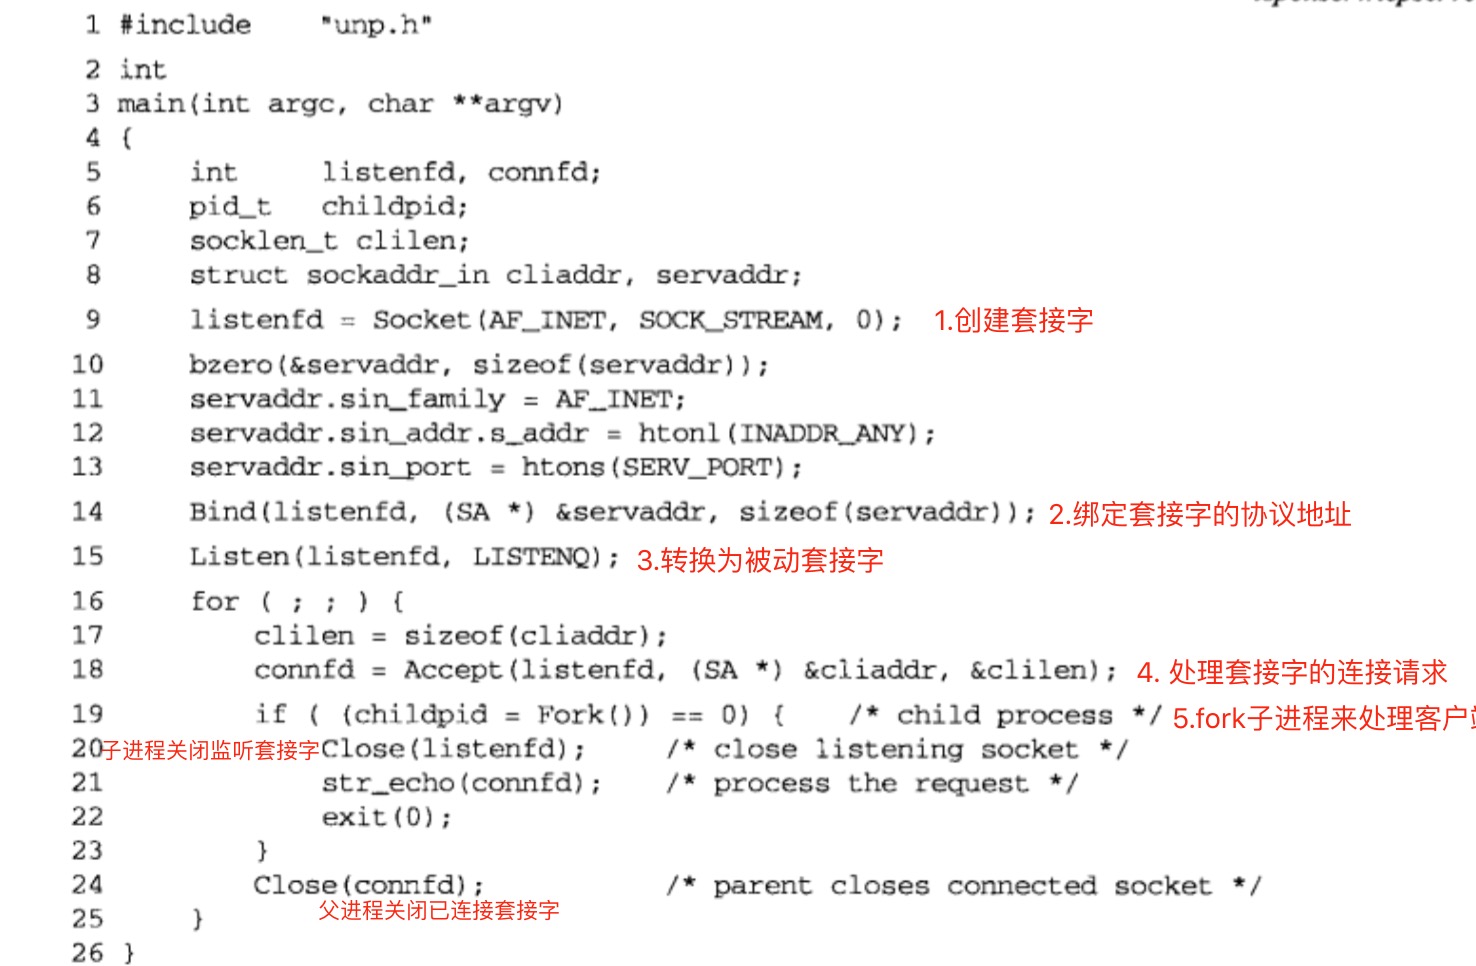 1 #include "unp.h"
2 int
3 main(int argc, char **argv)
4 {
5 int listenfd, connfd;
6 pid_t childpid;
7 socklen_t clilen;
8 struct sockaddr_in cliaddr, servaddr;
9 listenfd = Socket(AF_INET, SOCK_STREAM, 0); 1.创建套接字
10 bzero(&servaddr, sizeof(servaddr));
11 servaddr.sin_family = AF_INET;
12 servaddr.sin_addr.s_addr = htonl(INADDR_ANY);
13 servaddr.sin_port = htons(SERV_PORT);
14 Bind(listenfd, (SA *) &servaddr, sizeof(servaddr)); 2.绑定套接字的协议地址
15 Listen(listenfd, LISTENQ); 3.转换为被动套接字
16 for ( ; ; ) {
17 clilen = sizeof(cliaddr);
18 connfd = Accept(listenfd, (SA *) &cliaddr, &clilen); 4. 处理套接字的连接请求
19 if ( (childpid = Fork()) == 0) { /* child process */ 5.fork子进程来处理客户
20 子进程关闭监听套接字 Close(listenfd); /* close listening socket */
21 str_echo(connfd); /* process the request */
22 exit(0);
23 }
24 Close(connfd); /* parent closes connected socket */
父进程关闭已连接套接字
25 }
26 }